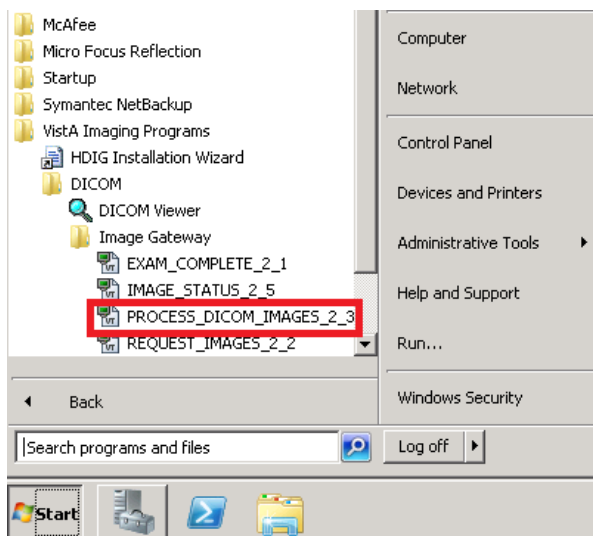 McAfee
Micro Focus Reflection
Startup
Symantec NetBackup
VistA Imaging Programs
HDIG Installation Wizard
DICOM
DICOM Viewer
Image Gateway
EXAM_COMPLETE_2_1
IMAGE_STATUS_2_5
PROCESS_DICOM_IMAGES_2_3
REQUEST_IMAGES_2_2
Back
Search programs and files
Computer
Network
Control Panel
Devices and Printers
Administrative Tools
Help and Support
Run...
Windows Security
Log off
Start